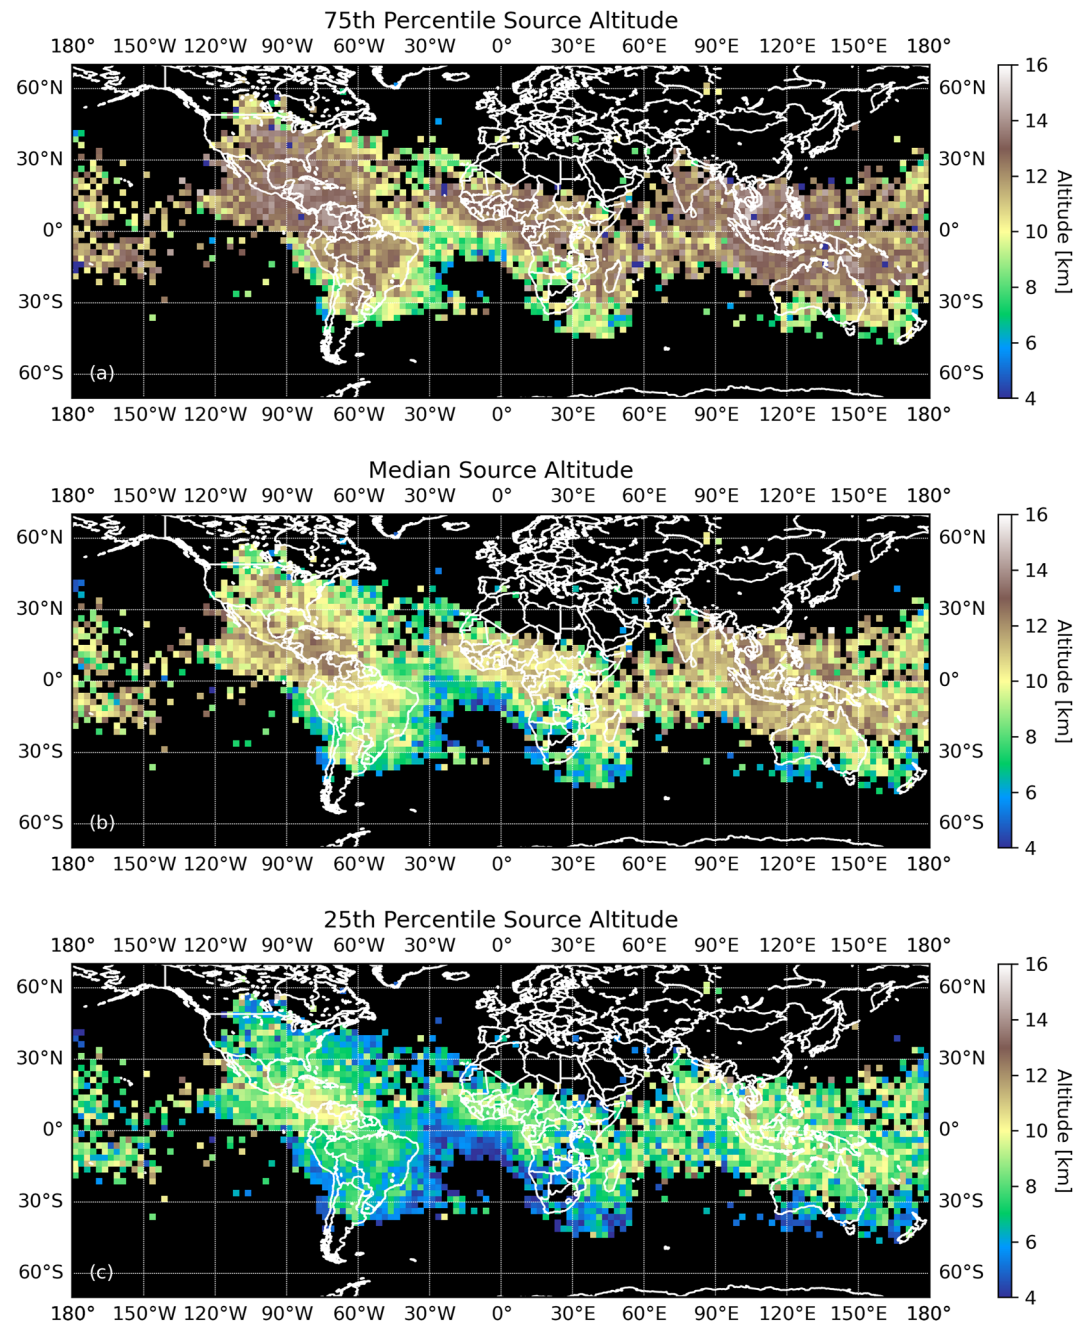 75th Percentile Source Altitude
180° 150°W 120°W 90°W 60°W 30°W 0° 30°E 60°E 90°E 120°E 150°E 180°
60°N 60°N 16
14
30°N 30°N
12
0° 0° 10
8
30°S 30°S
6
60°S (a) 60°S
4
Altitude [km]
180° 150°W 120°W 90°W 60°W 30°W 0° 30°E 60°E 90°E 120°E 150°E 180°
Median Source Altitude
180° 150°W 120°W 90°W 60°W 30°W 0° 30°E 60°E 90°E 120°E 150°E 180°
60°N 60°N 16
14
30°N 30°N
12
0° 0° 10
8
30°S 30°S
6
60°S (b) 60°S
4
Altitude [km]
180° 150°W 120°W 90°W 60°W 30°W 0° 30°E 60°E 90°E 120°E 150°E 180°
25th Percentile Source Altitude
180° 150°W 120°W 90°W 60°W 30°W 0° 30°E 60°E 90°E 120°E 150°E 180°
60°N 60°N 16
14
30°N 30°N
12
0° 0° 10
8
30°S 30°S
6
60°S (c) 60°S
4
Altitude [km]
180° 150°W 120°W 90°W 60°W 30°W 0° 30°E 60°E 90°E 120°E 150°E 180°